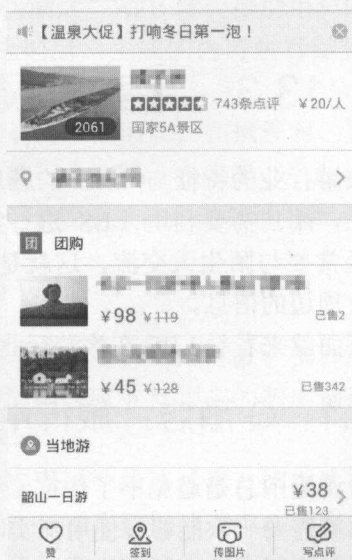 【温泉大促】打响冬日第一泡！
743条点评 ￥20/人
2061
国家5A景区
团 团购
￥98 ￥119 已售2
￥45 ￥128 已售342
当地游
韶山一日游 ￥38
已售123
赞 签到 传图片 写点评